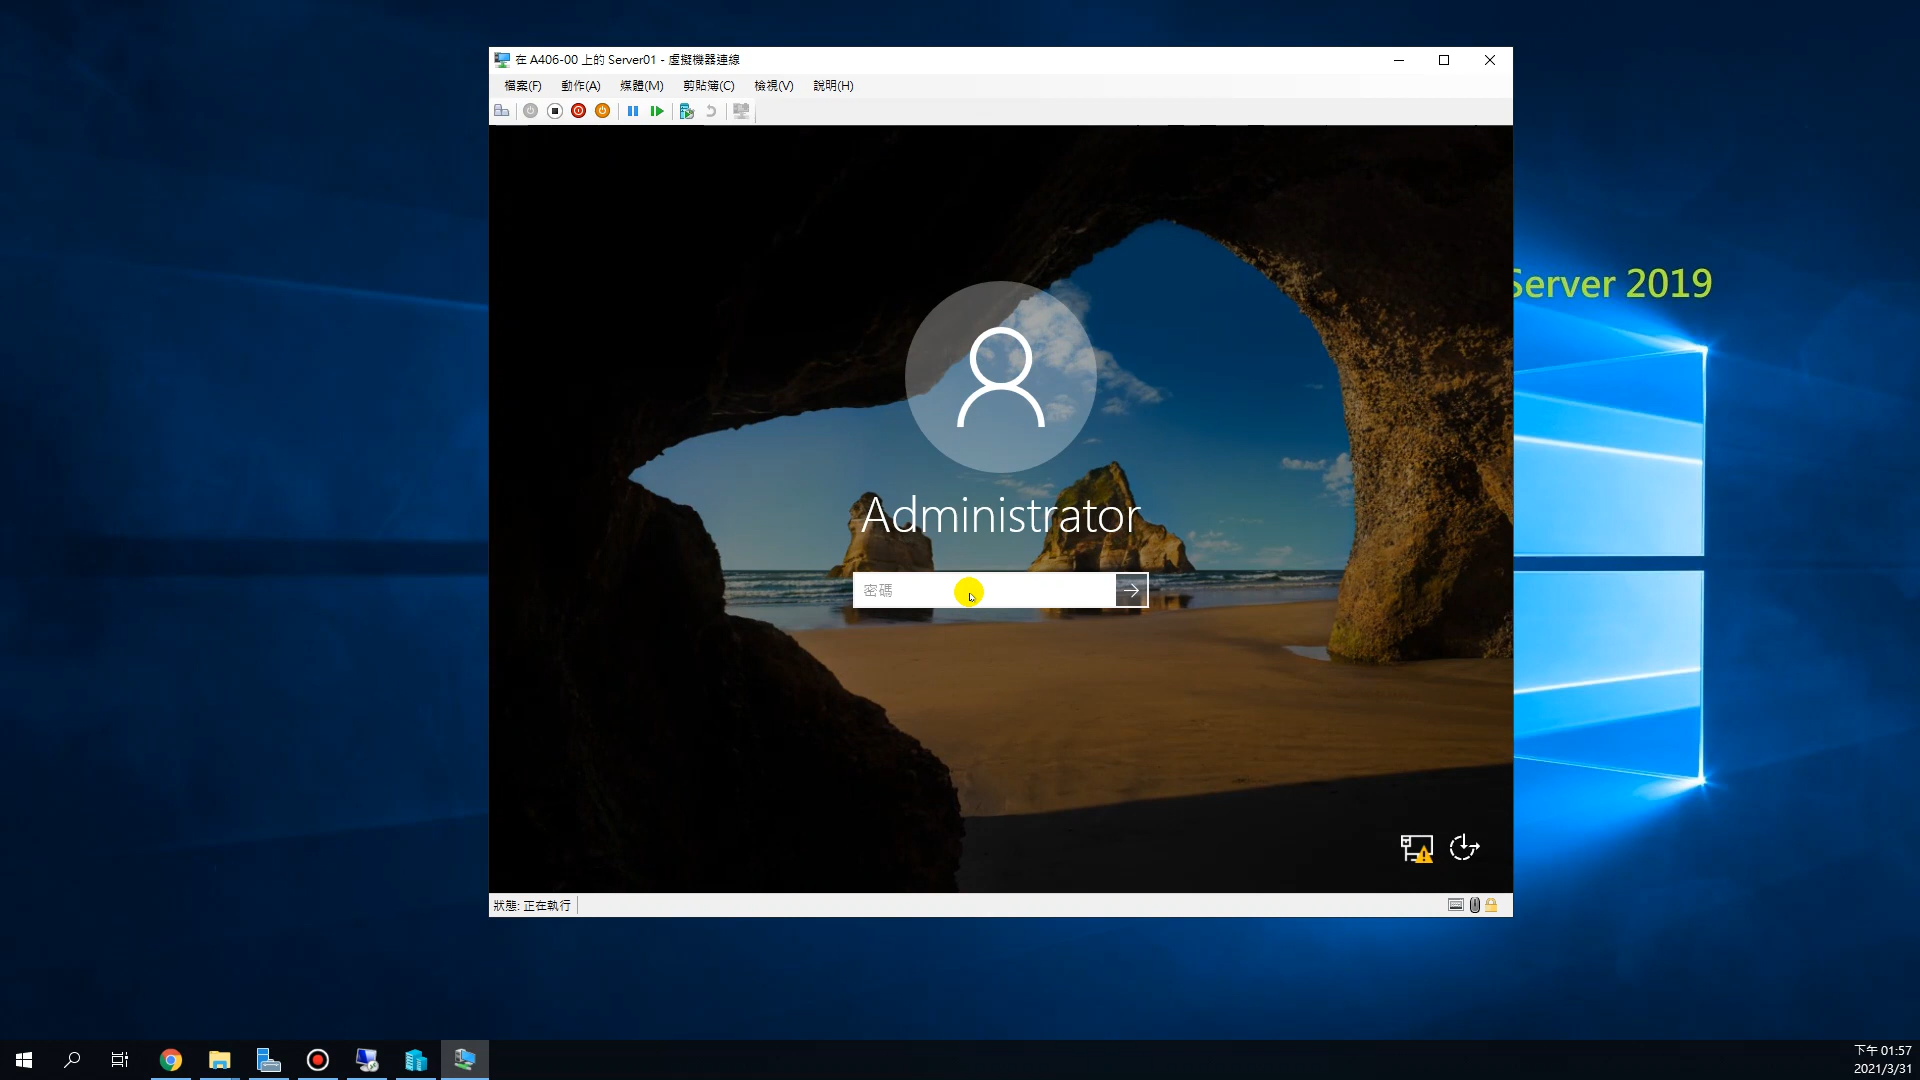 在 A406-00 上的 Server01 - 虛擬機器連線
檔案(F) 動作(A) 媒體(M) 剪貼簿(C) 檢視(V) 說明(H)
Server 2019
Administrator
密碼
狀態: 正在執行
下午 01:57
2021/3/31